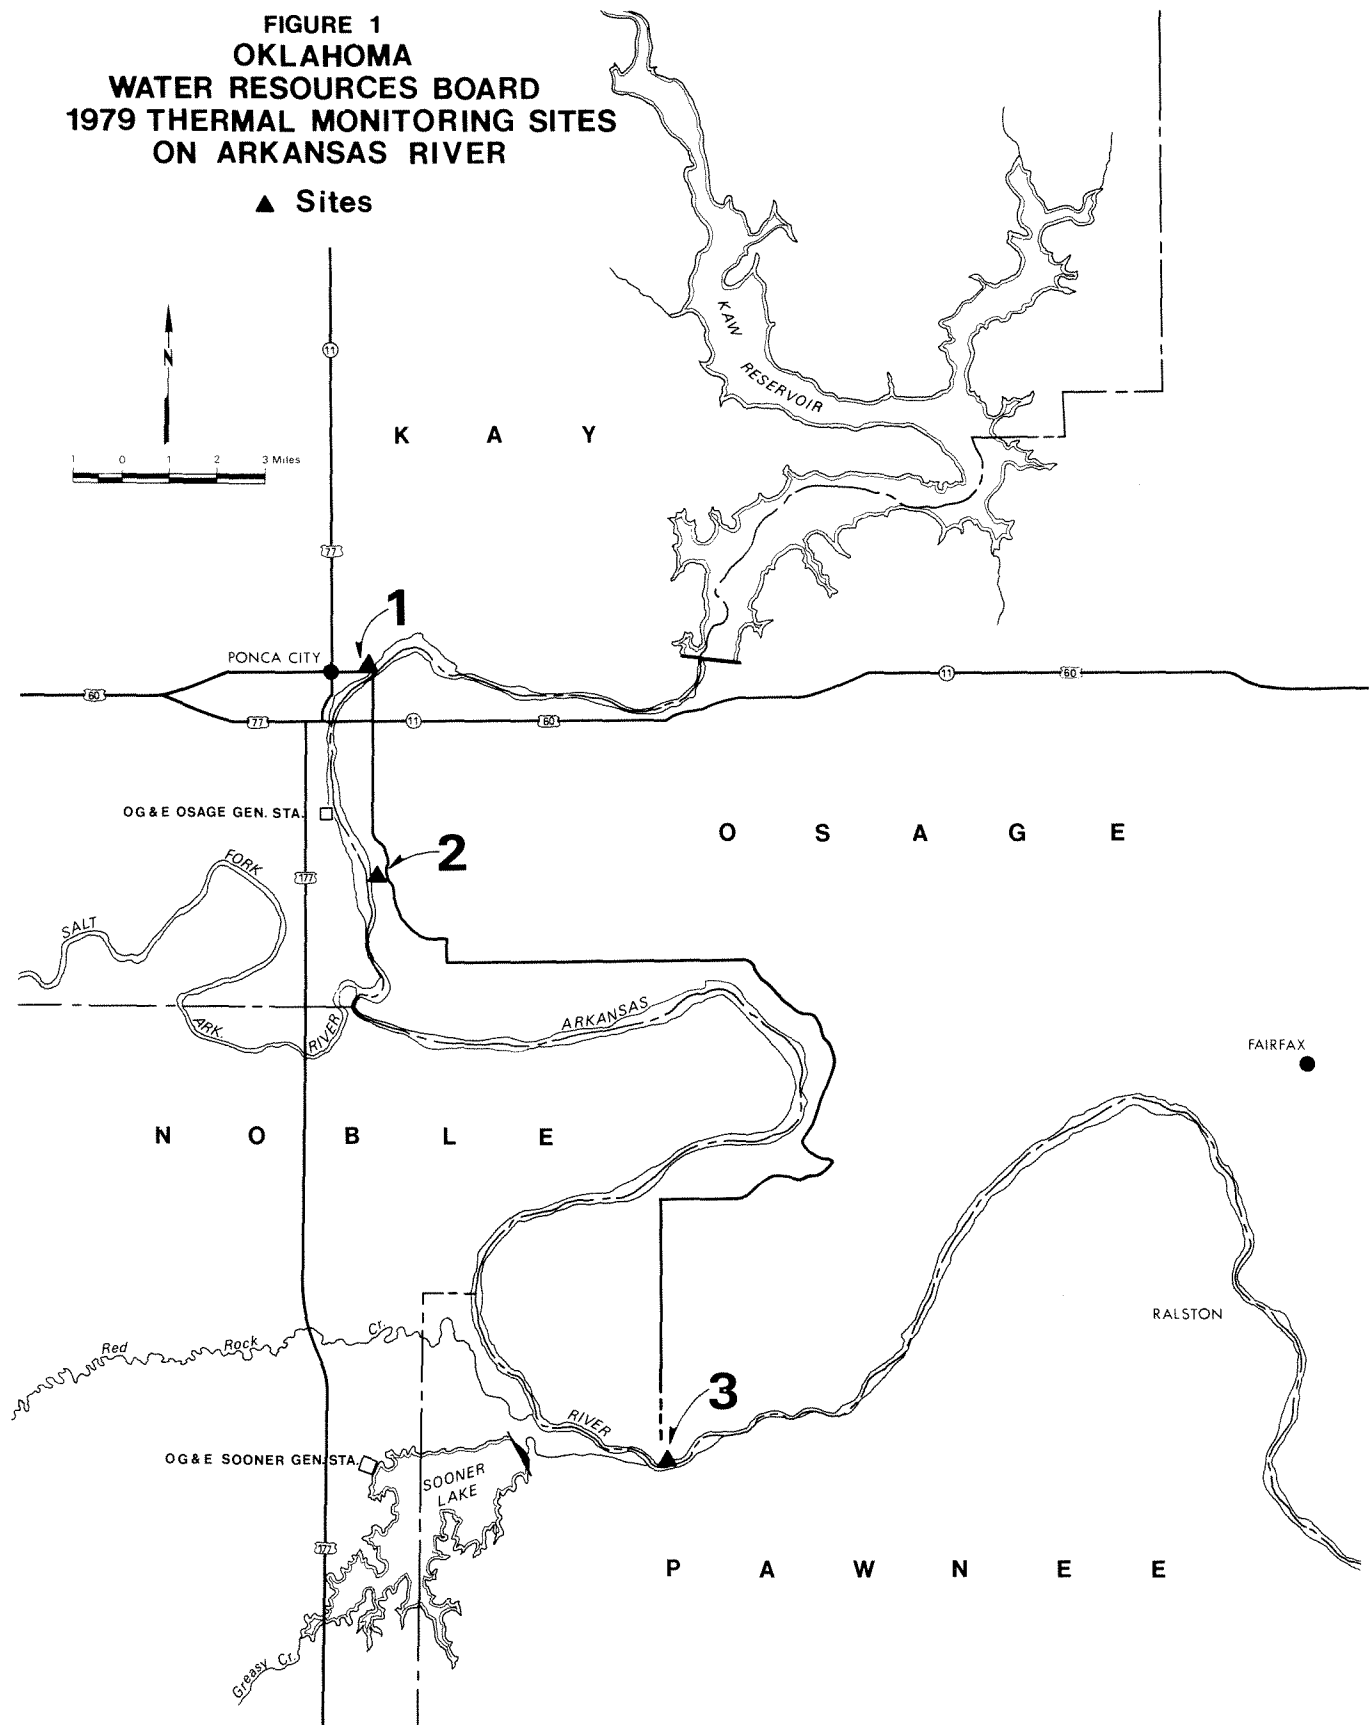 FIGURE 1
OKLAHOMA
WATER RESOURCES BOARD
1979 THERMAL MONITORING SITES
ON ARKANSAS RIVER
▲ Sites
N
11
KAW
RESERVOIR
K A Y
1 0 1 2 3 Miles
77
1
PONCA CITY
60
11
60
77
11
60
OG&E OSAGE GEN. STA.
O S A G E
2
FORK
177
SALT
ARKANSAS
ARK.
RIVER
FAIRFAX
N O B L E
RALSTON
Red Rock Cr.
3
RIVER
OG&E SOONER GEN. STA.
SOONER
LAKE
177
P A W N E E
Greasy Cr.